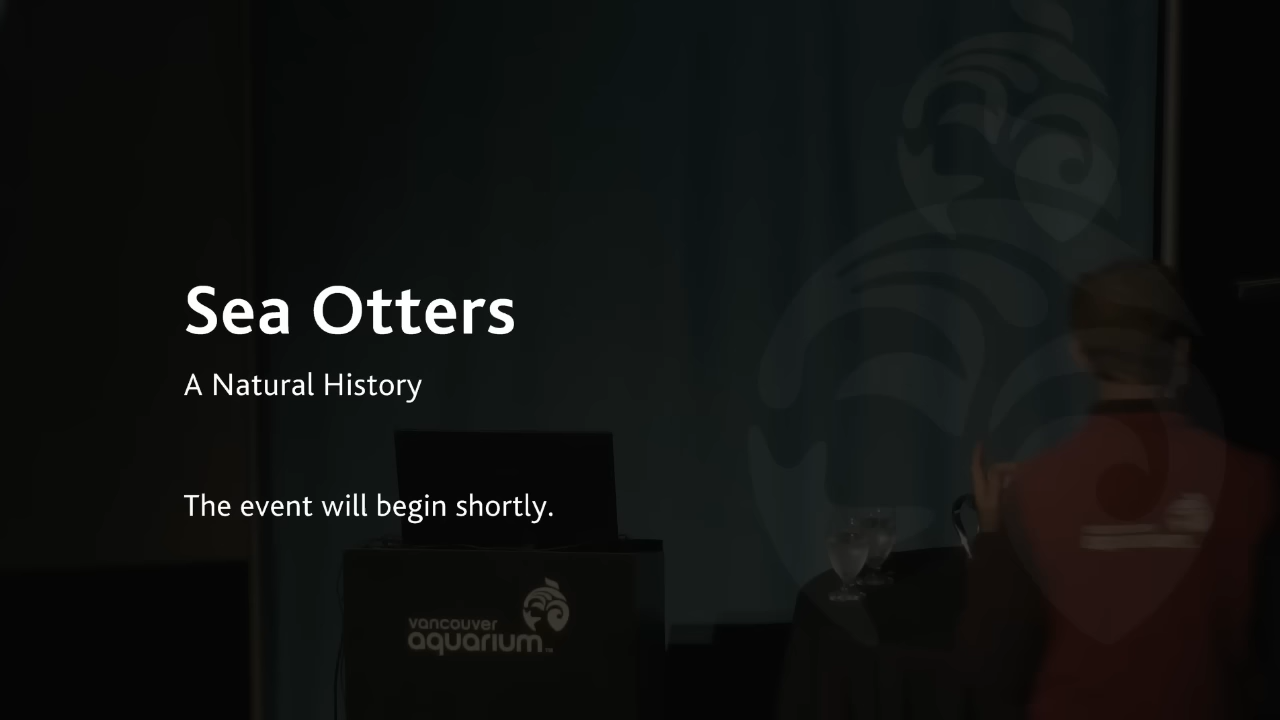 Sea Otters
A Natural History
The event will begin shortly.
vancouver
aquarium